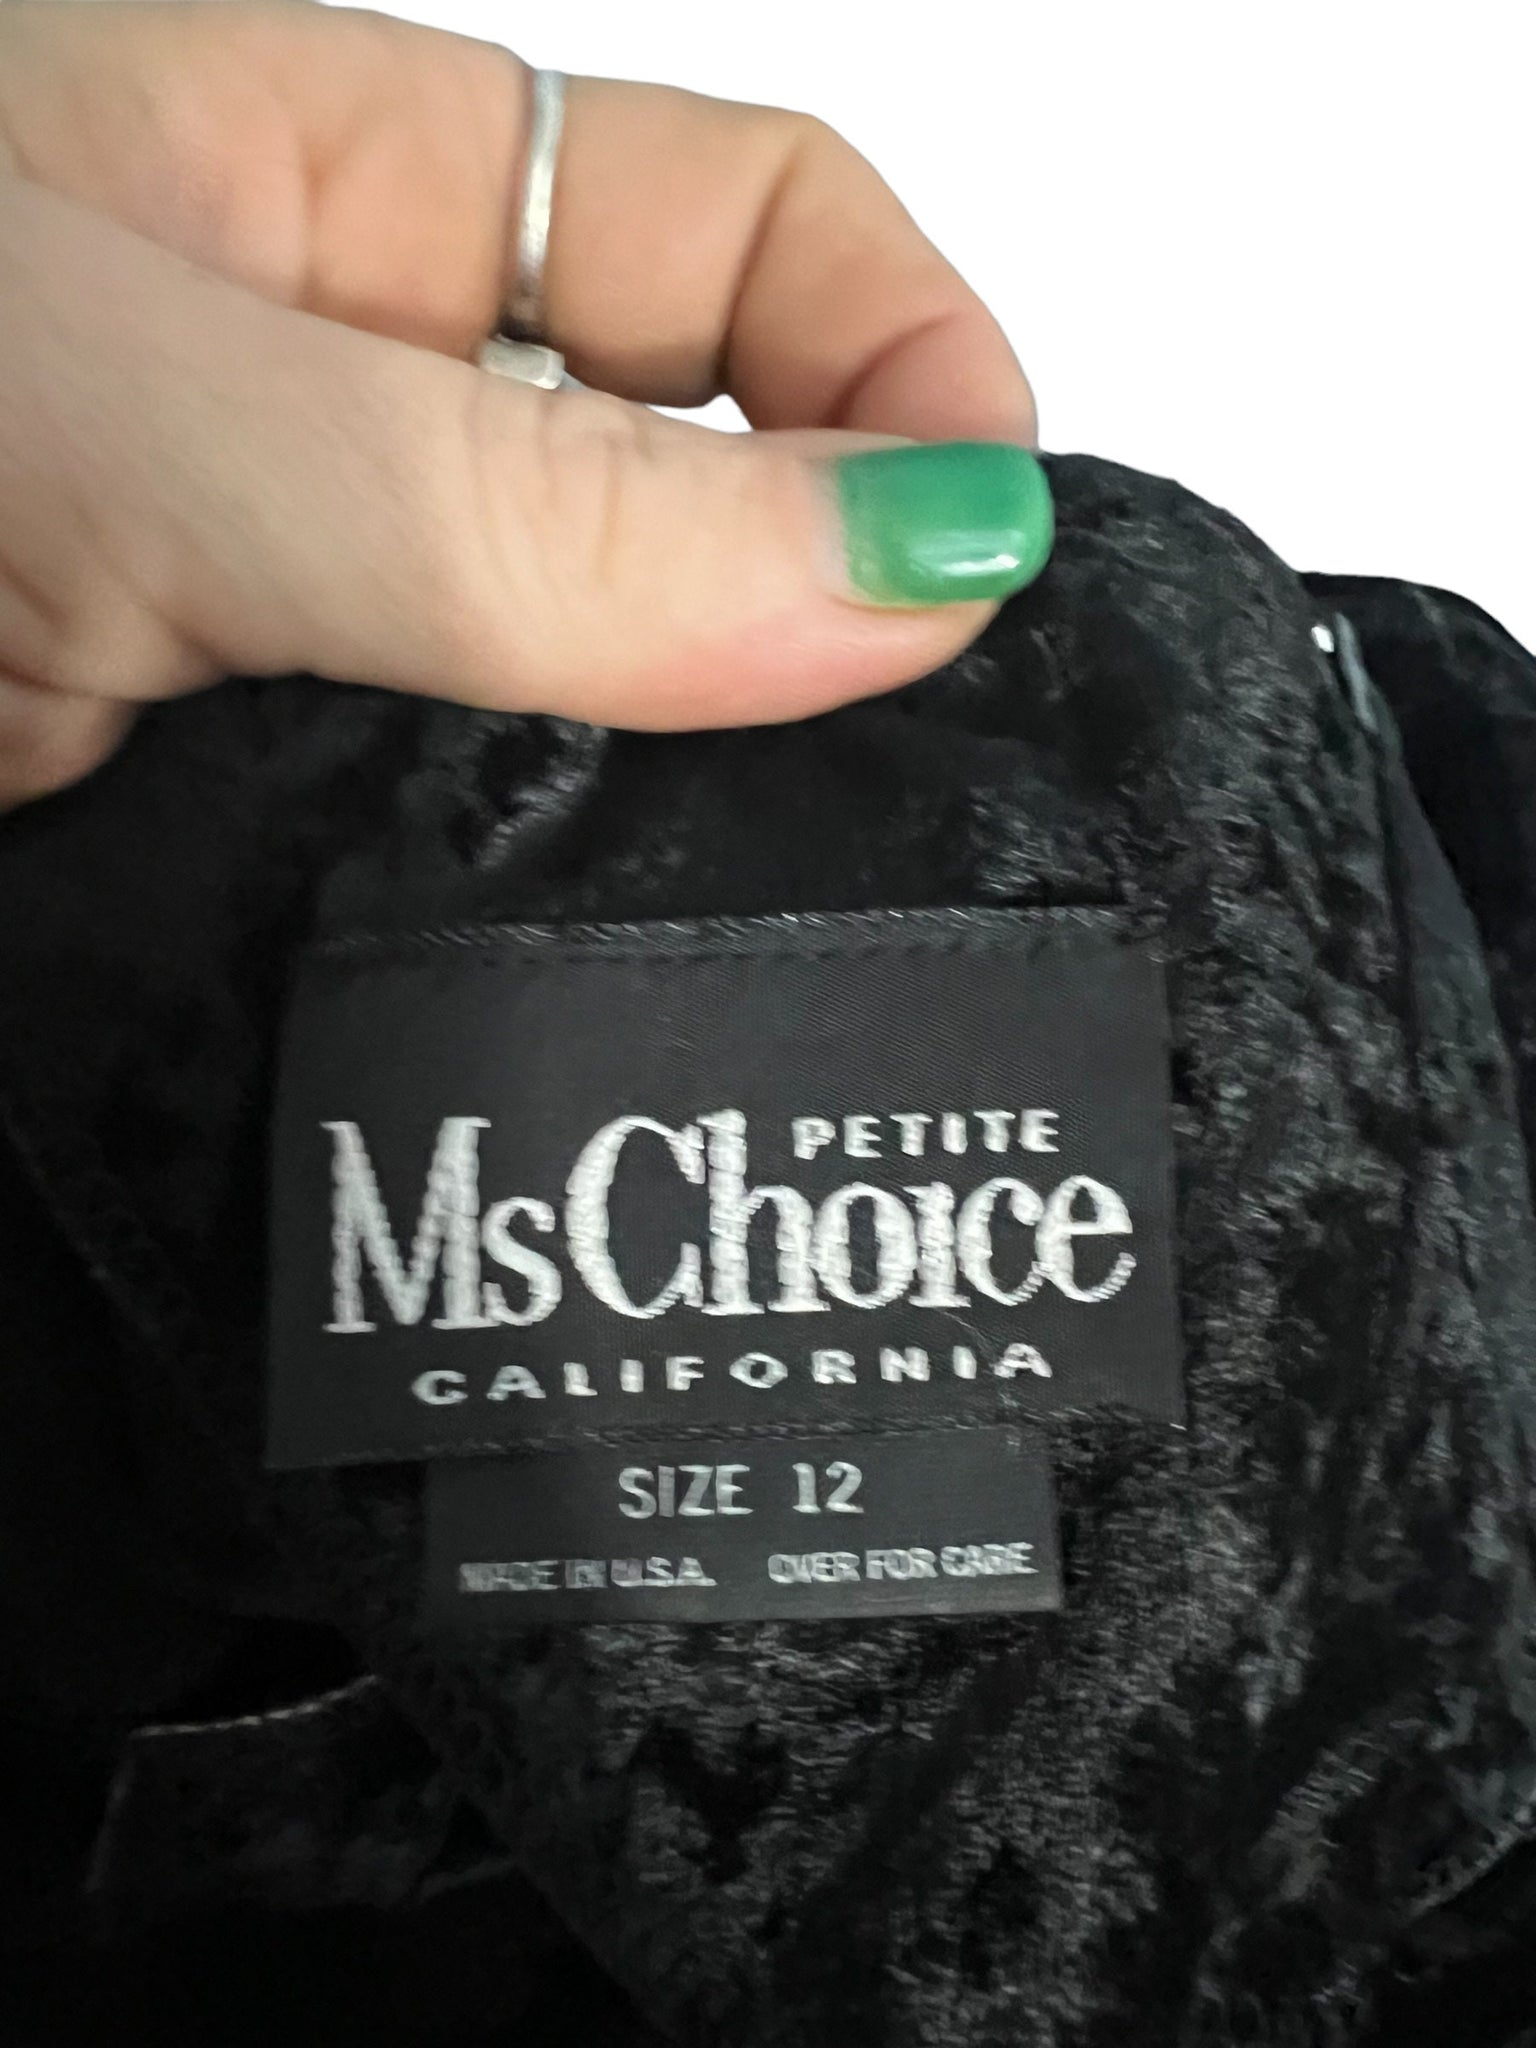 PETITE
MsChoice
CALIFORNIA
SIZE 12
MADE IN U.S.A. OVER FOR CARE